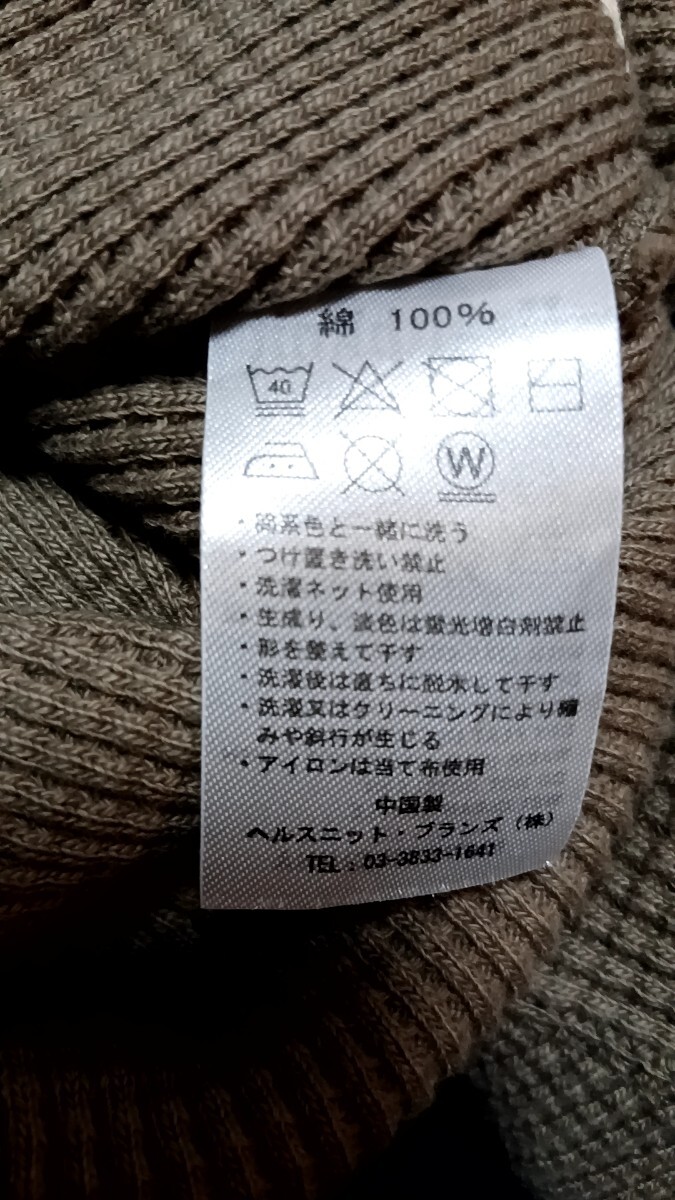 綿 100%
40
W
・同系色と一緒に洗う
・つけ置き洗い禁止
・洗濯ネット使用
・生成り、淡色は蛍光増白剤禁止
・形を整えて干す
・洗濯後は直ちに脱水して干す
・洗濯又はクリーニングにより縮
みや斜行が生じる
・アイロンは当て布使用
中国製
ヘルスニット・ブランズ（株）
TEL：03-3833-1641